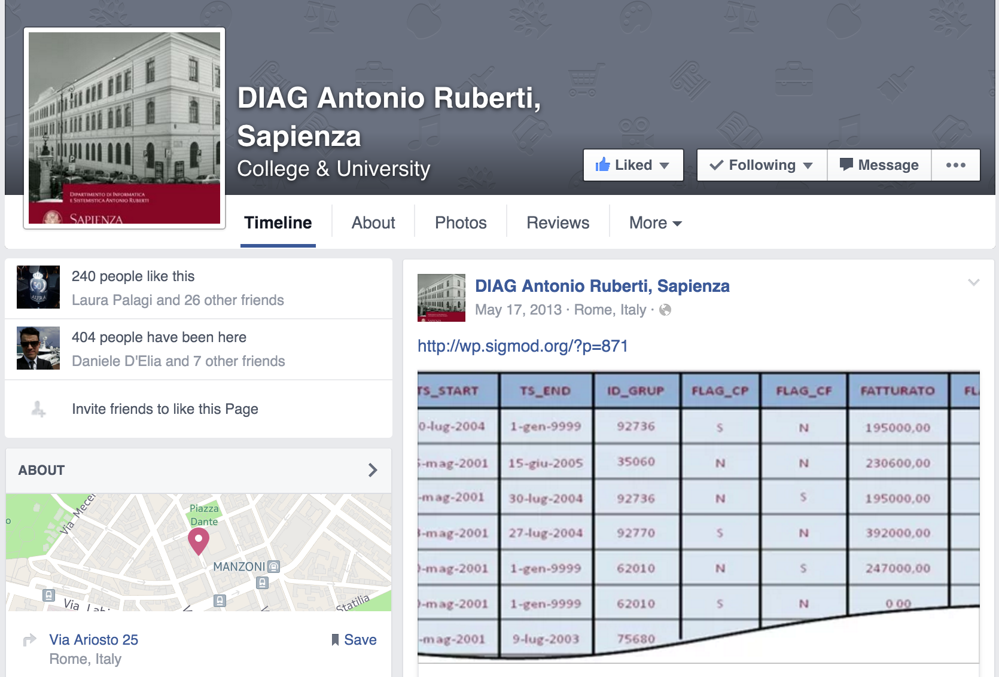 DIAG Antonio Ruberti,
Sapienza
College & University
Liked
Following
Message
DIPARTIMENTO DI INFORMATICA
E SISTEMISTICA ANTONIO RUBERTI
SAPIENZA
Timeline
About
Photos
Reviews
More
240 people like this
Laura Palagi and 26 other friends
404 people have been here
Daniele D'Elia and 7 other friends
Invite friends to like this Page
ABOUT
Via Mecen
Piazza
Dante
MANZONI
Via Labi
Statilia
Via Ariosto 25
Save
Rome, Italy
DIAG Antonio Ruberti, Sapienza
May 17, 2013 · Rome, Italy ·
http://wp.sigmod.org/?p=871
TS_START TS_END ID_GRUP FLAG_CP FLAG_CF FATTURATO FL
0-lug-2004 1-gen-9999 92736 S N 195000,00
-mag-2001 15-giu-2005 35060 N N 230600,00
-mag-2001 30-lug-2004 92736 N S 195000,00
-mag-2001 27-lug-2004 92770 S N 392000,00
-mag-2001 1-gen-9999 62010 N S 247000,00
-mag-2001 1-gen-9999 62010 S N 0 00
-mag-2001 9-lug-2003 75680